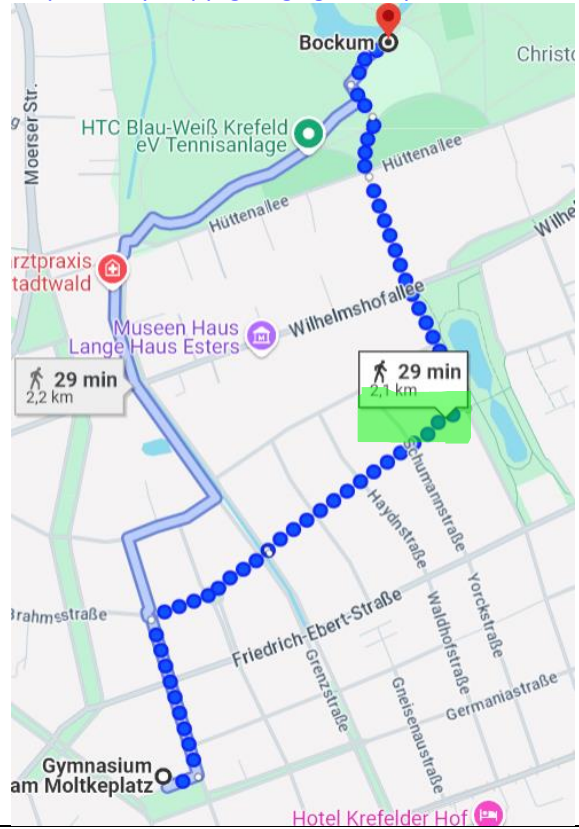 Bockum
Christo
Moerser Str.
HTC Blau-Weiß Krefeld
eV Tennisanlage
Hüttenallee
Hüttenallee
Wilhe
rztpraxis
tadtwald
Wilhelmshofallee
Museen Haus
Lange Haus Esters
29 min
2,2 km
29 min
2,1 km
Schumannstraße
Haydnstraße
Yorckstraße
Waldhofstraße
Brahmsstraße
Friedrich-Ebert-Straße
Grenzstraße
Gneisenaustraße
Germaniastraße
Gymnasium
am Moltkeplatz
Hotel Krefelder Hof